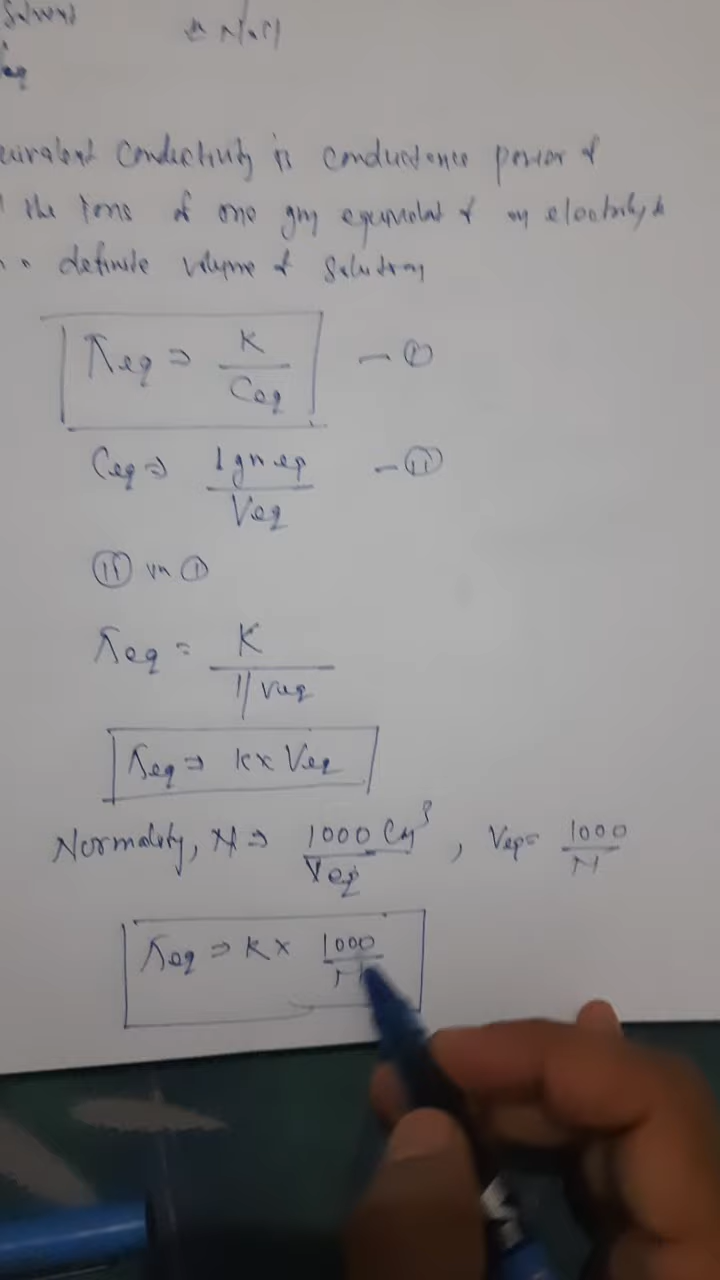 Solvent
eq
equivalent conductivity is conductance power of
the ions of one gm equivalent of an electrolyte
definite volume of solution
Λeq ⇒ K / Ceq — (I)
Ceq ⇒ 1 gm eq / Veq — (II)
(II) in (I)
Λeq = K / 1/Veq
Λeq ⇒ K x Veq
Normality, N ⇒ 1000 Cm³ / Veq , Veq = 1000 / N
Λeq ⇒ K x 1000 / N